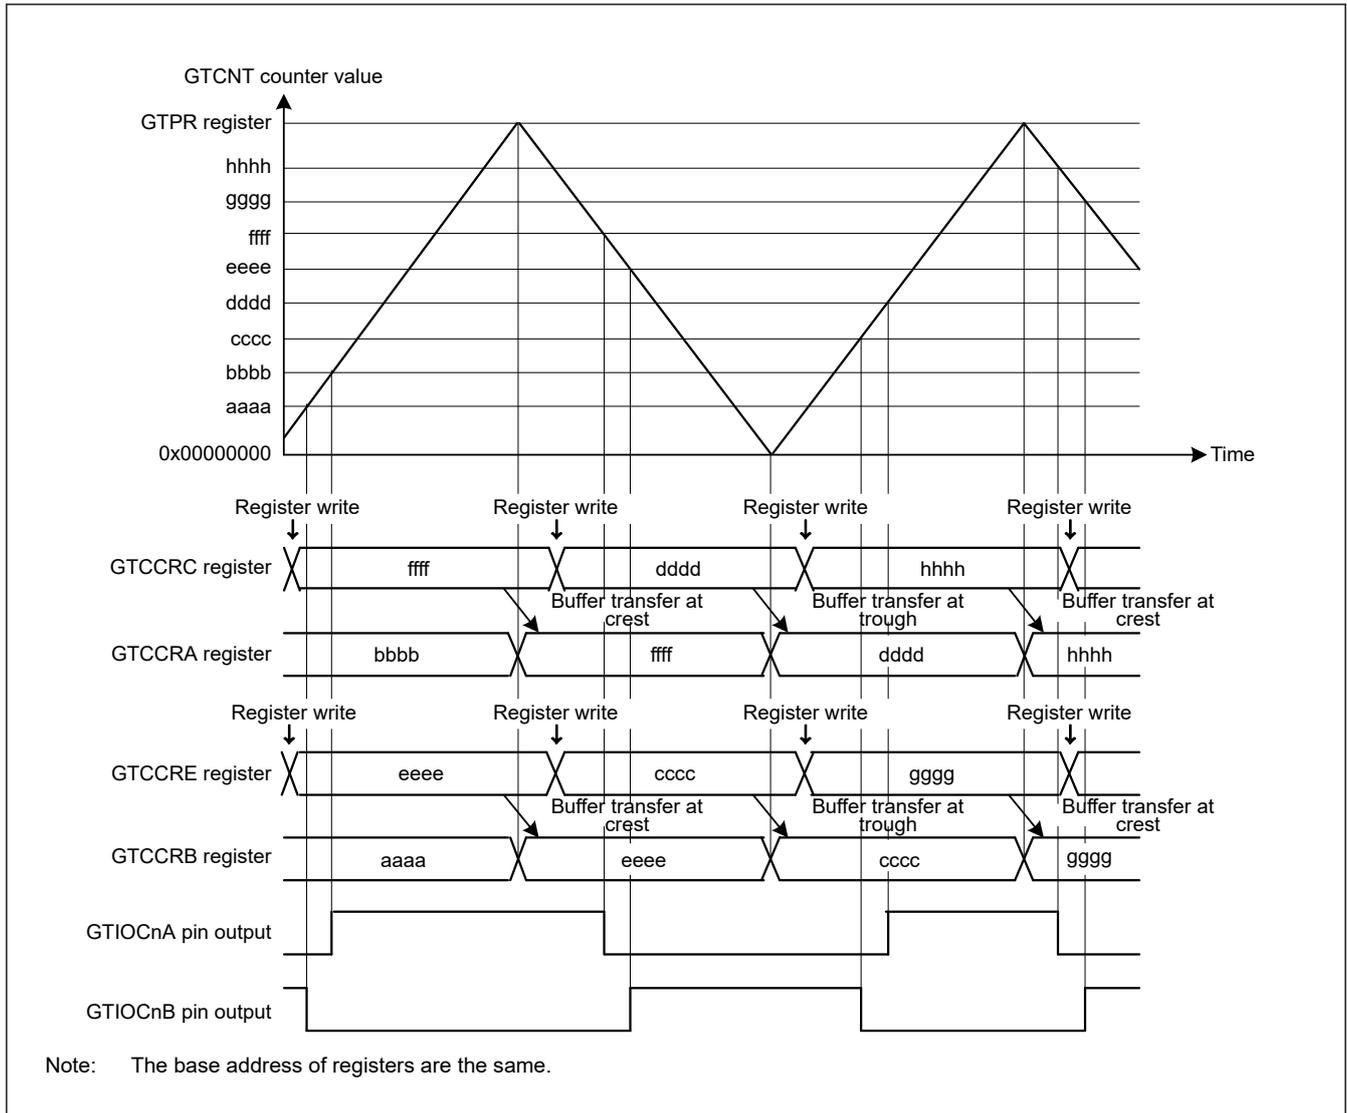 GTCNT counter value
GTPR register
hhhh
gggg
ffff
eeee
dddd
cccc
bbbb
aaaa
0x00000000
Time
Register write Register write Register write Register write
GTCCRC register ffff dddd hhhh
Buffer transfer at crest Buffer transfer at trough Buffer transfer at crest
GTCCRA register bbbb ffff dddd hhhh
Register write Register write Register write Register write
GTCCRE register eeee cccc gggg
Buffer transfer at crest Buffer transfer at trough Buffer transfer at crest
GTCCRB register aaaa eeee cccc gggg
GTIOCnA pin output
GTIOCnB pin output
Note: The base address of registers are the same.